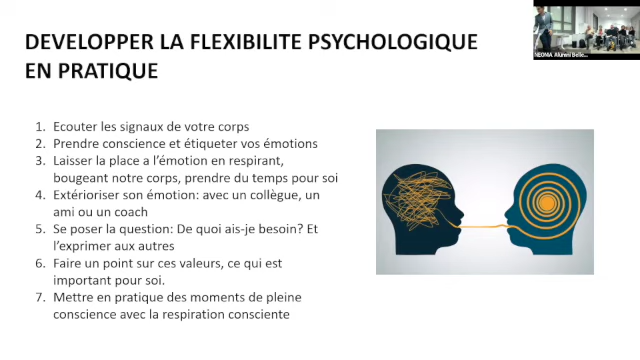 DEVELOPPER LA FLEXIBILITE PSYCHOLOGIQUE
EN PRATIQUE
1. Ecouter les signaux de votre corps
2. Prendre conscience et étiqueter vos émotions
3. Laisser la place a l'émotion en respirant,
bougeant notre corps, prendre du temps pour soi
4. Extérioriser son émotion: avec un collègue, un
ami ou un coach
5. Se poser la question: De quoi ais-je besoin? Et
l'exprimer aux autres
6. Faire un point sur ces valeurs, ce qui est
important pour soi.
7. Mettre en pratique des moments de pleine
conscience avec la respiration consciente
NEONIA Alumni Belle...